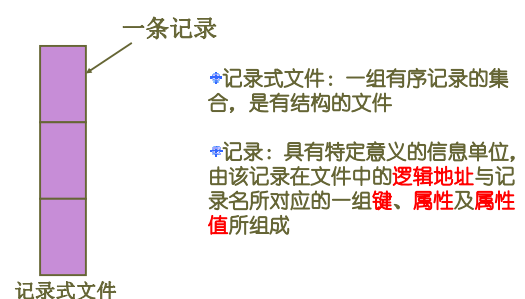 一条记录
记录式文件：一组有序记录的集
合，是有结构的文件
记录：具有特定意义的信息单位，
由该记录在文件中的逻辑地址与记
录名所对应的一组键、属性及属性
值所组成
记录式文件